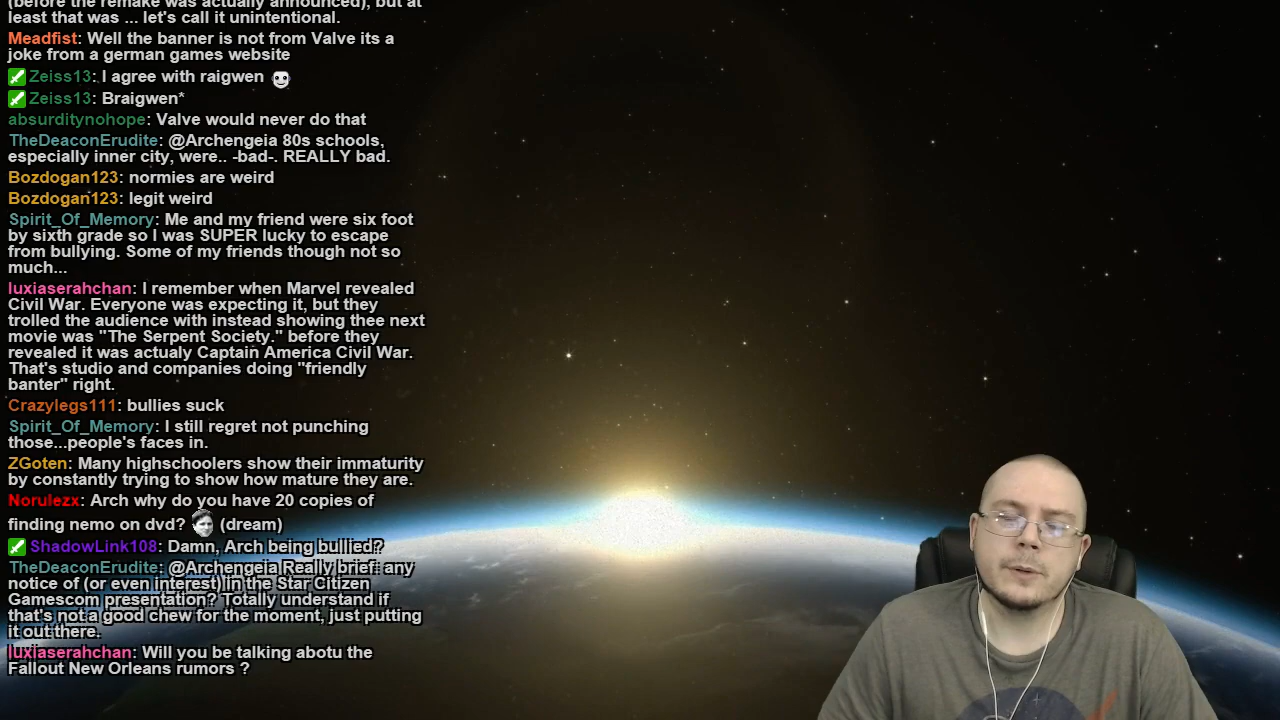 (before the remake was actually announced), but at
least that was ... let's call it unintentional.
Meadfist: Well the banner is not from Valve its a
joke from a german games website
Zeiss13: I agree with raigwen
Zeiss13: Braigwen*
absurditynohope: Valve would never do that
TheDeaconErudite: @Archengeia 80s schools,
especially inner city, were.. -bad-. REALLY bad.
Bozdogan123: normies are weird
Bozdogan123: legit weird
Spirit_Of_Memory: Me and my friend were six foot
by sixth grade so I was SUPER lucky to escape
from bullying. Some of my friends though not so
much...
luxiaserahchan: I remember when Marvel revealed
Civil War. Everyone was expecting it, but they
trolled the audience with instead showing thee next
movie was "The Serpent Society." before they
revealed it was actualy Captain America Civil War.
That's studio and companies doing "friendly
banter" right.
Crazylegs111: bullies suck
Spirit_Of_Memory: I still regret not punching
those...people's faces in.
ZGoten: Many highschoolers show their immaturity
by constantly trying to show how mature they are.
Norulezx: Arch why do you have 20 copies of
finding nemo on dvd? (dream)
ShadowLink108: Damn, Arch being bullied?
TheDeaconErudite: @Archengeia Really brief: any
notice of (or even interest) in the Star Citizen
Gamescom presentation? Totally understand if
that's not a good chew for the moment, just putting
it out there.
luxiaserahchan: Will you be talking abotu the
Fallout New Orleans rumors ?